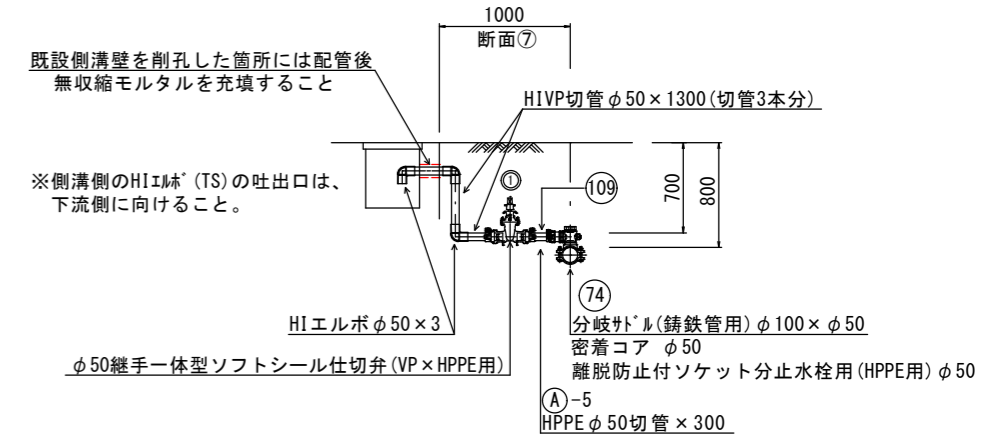 1000
断面⑦
既設側溝壁を削孔した箇所には配管後
無収縮モルタルを充填すること
HIVP切管φ50×1300(切管3本分)
※側溝側のHIエルボ(TS)の吐出口は、
下流側に向けること。
①
109
700
800
74
HIエルボφ50×3
分岐サドル(鋳鉄管用)φ100×φ50
密着コア φ50
φ50継手一体型ソフトシール仕切弁(VP×HPPE用)
離脱防止付ソケット分止水栓用(HPPE用)φ50
Ⓐ-5
HPPEφ50切管×300